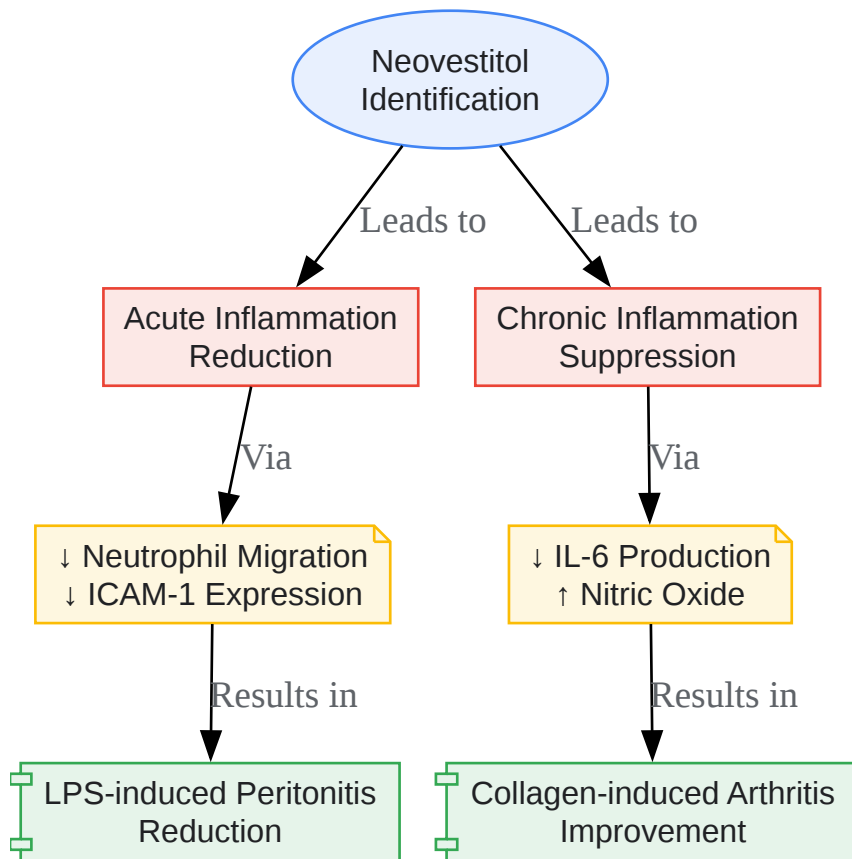 Neovestitol
Identification
Leads to
Leads to
Acute Inflammation
Reduction
Chronic Inflammation
Suppression
Via
Via
↓ Neutrophil Migration
↓ ICAM-1 Expression
↓ IL-6 Production
↑ Nitric Oxide
Results in
Results in
LPS-induced Peritonitis
Reduction
Collagen-induced Arthritis
Improvement